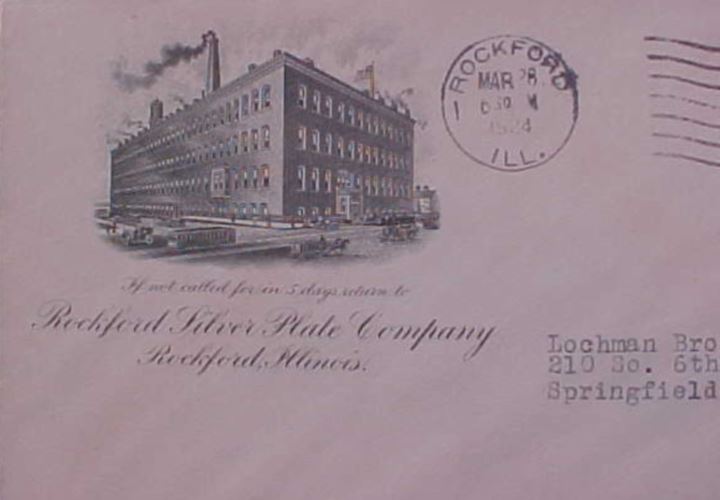 ROCKFORD
MAR 28
1924
ILL.
1
If not called for in 5 days return to
Rockford Silver Plate Company
Rockford, Illinois.
Lochman Bro
210 So. 6th
Springfield